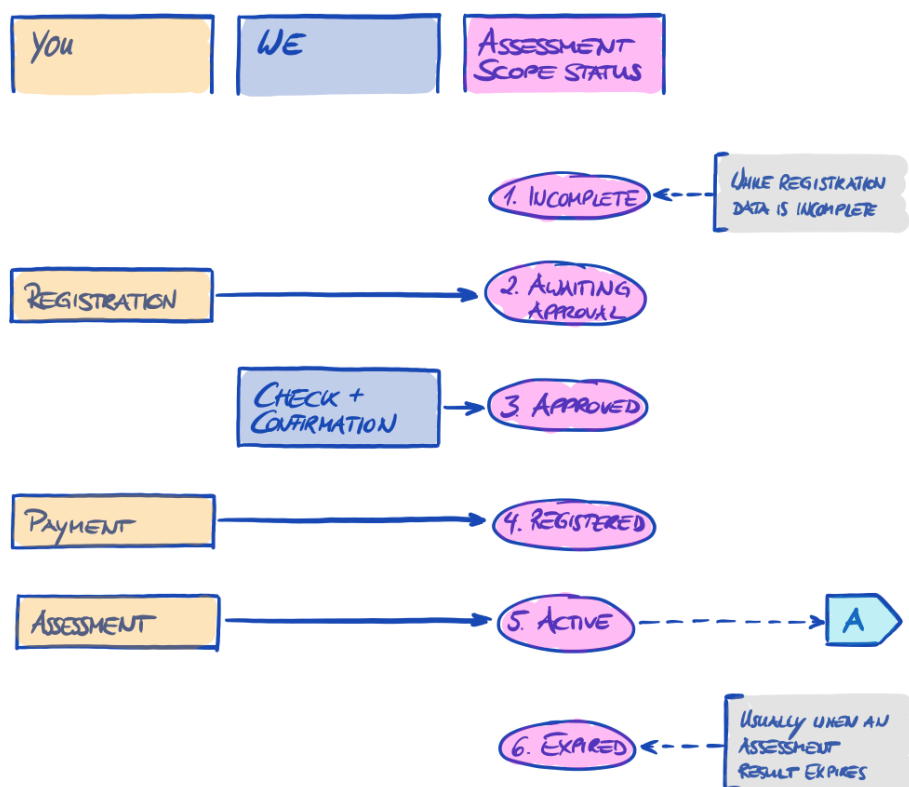 You
WE
ASSESSMENT
SCOPE STATUS
1. INCOMPLETE
WHILE REGISTRATION
DATA IS INCOMPLETE
REGISTRATION
2. AWAITING
APPROVAL
CHECK +
CONFIRMATION
3. APPROVED
PAYMENT
4. REGISTERED
ASSESSMENT
5. ACTIVE
A
6. EXPIRED
USUALLY WHEN AN
ASSESSMENT
RESULT EXPIRES